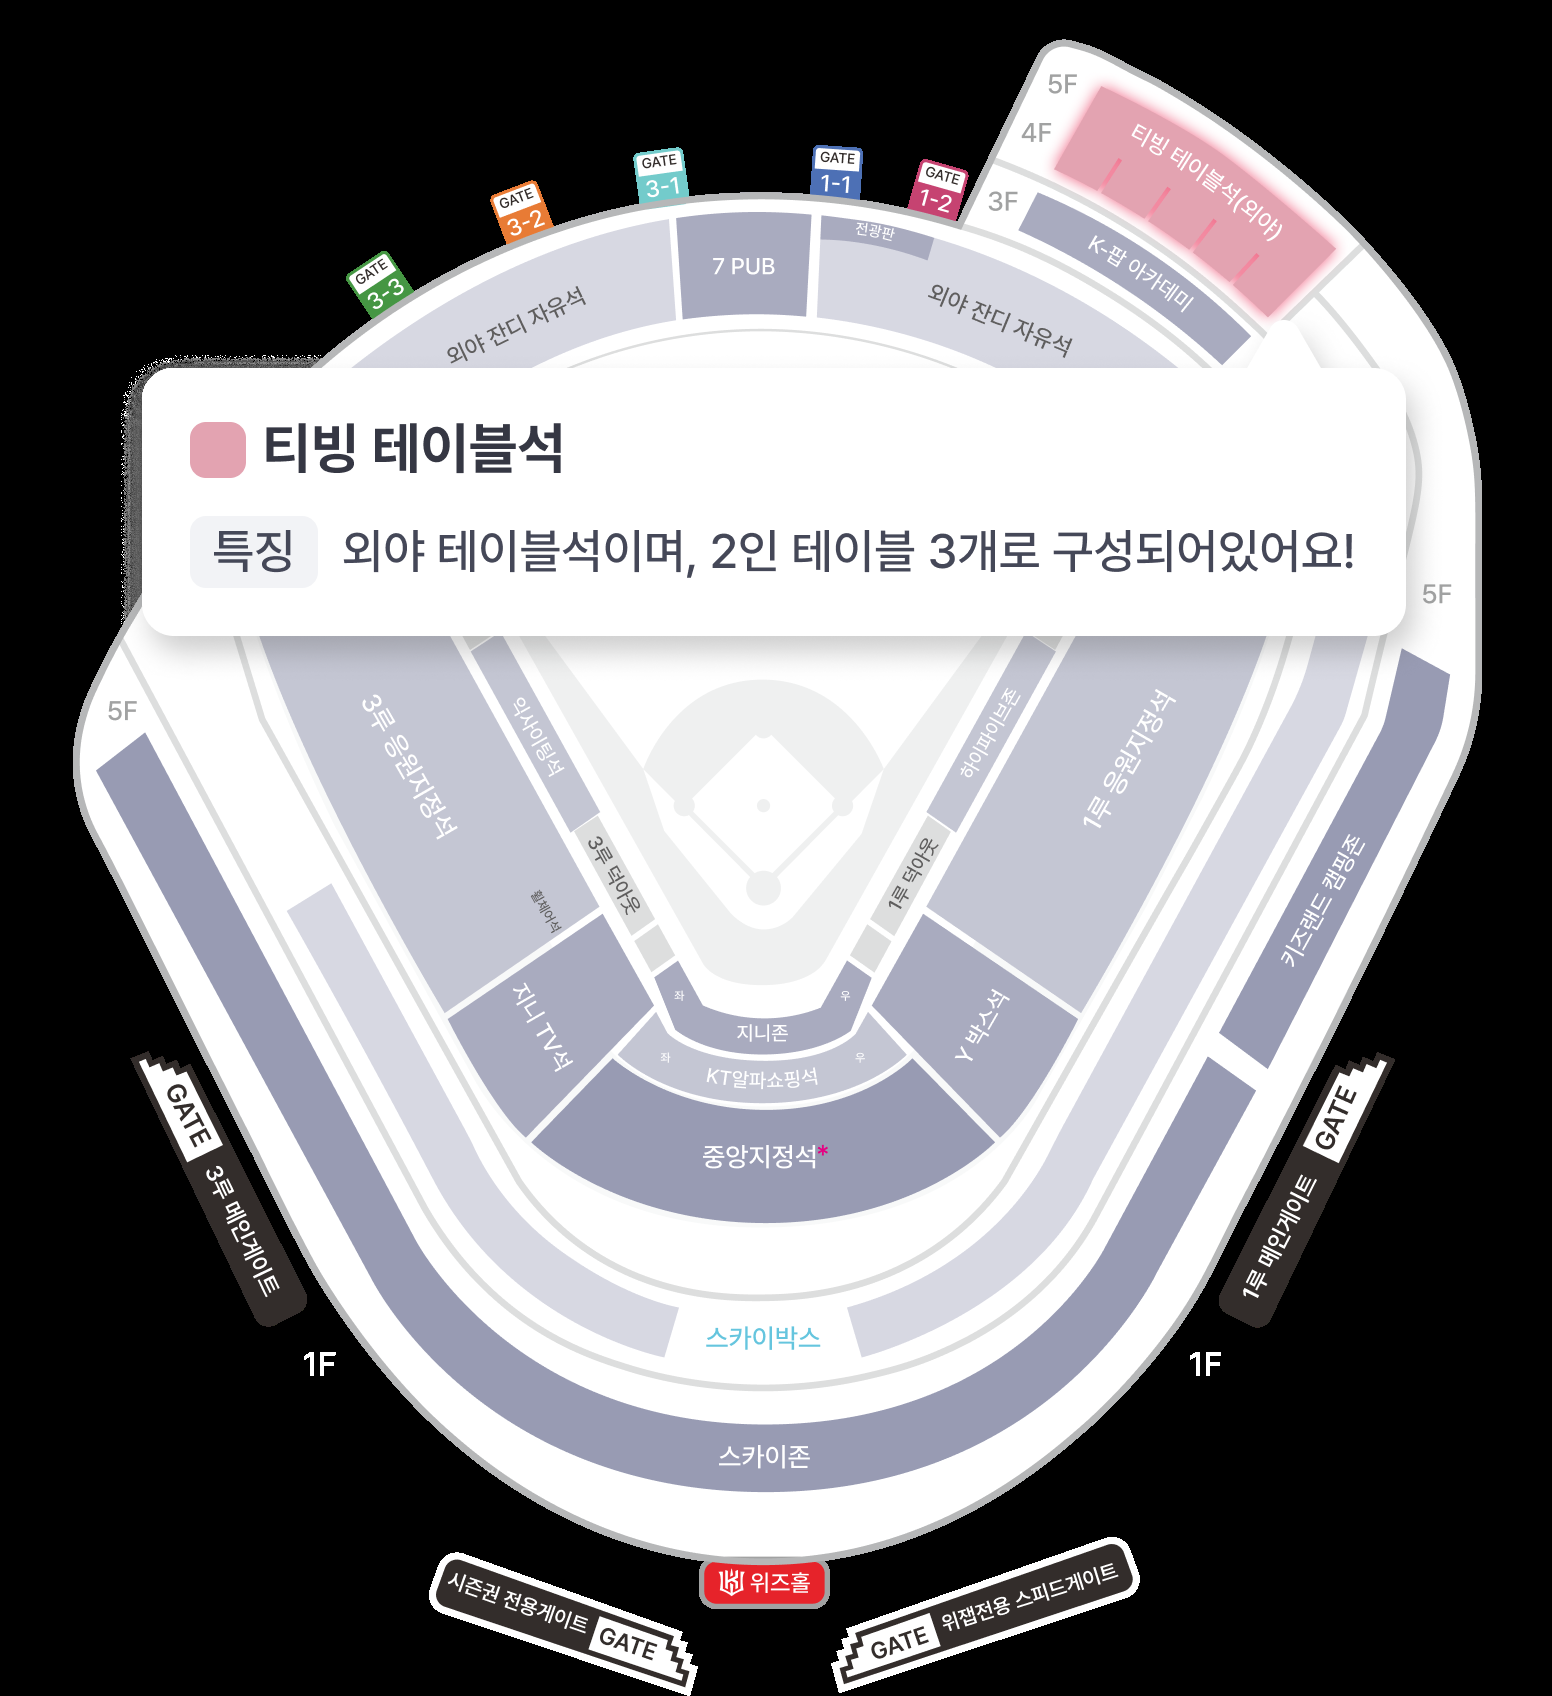 5F
4F
티빙 테이블석(외야)
GATE
3-1
GATE
1-1
GATE
1-2
3F
K-팝 아카데미
GATE
3-2
전광판
7 PUB
GATE
3-3
외야 잔디 자유석
외야 잔디 자유석
티빙 테이블석
특징
외야 테이블석이며, 2인 테이블 3개로 구성되어있어요!
5F
5F
3루 응원지정석
익사이팅석
하이파이브존
1루 응원지정석
3루 덕아웃
1루 덕아웃
키즈랜드 캠핑존
휠체어석
지니 TV석
좌
우
Y 박스석
지니존
좌
우
KT알파쇼핑석
중앙지정석*
GATE
3루 메인게이트
GATE
1루 메인게이트
스카이박스
1F
1F
스카이존
위즈홀
시즌권 전용게이트
GATE
GATE
위잽전용 스피드게이트